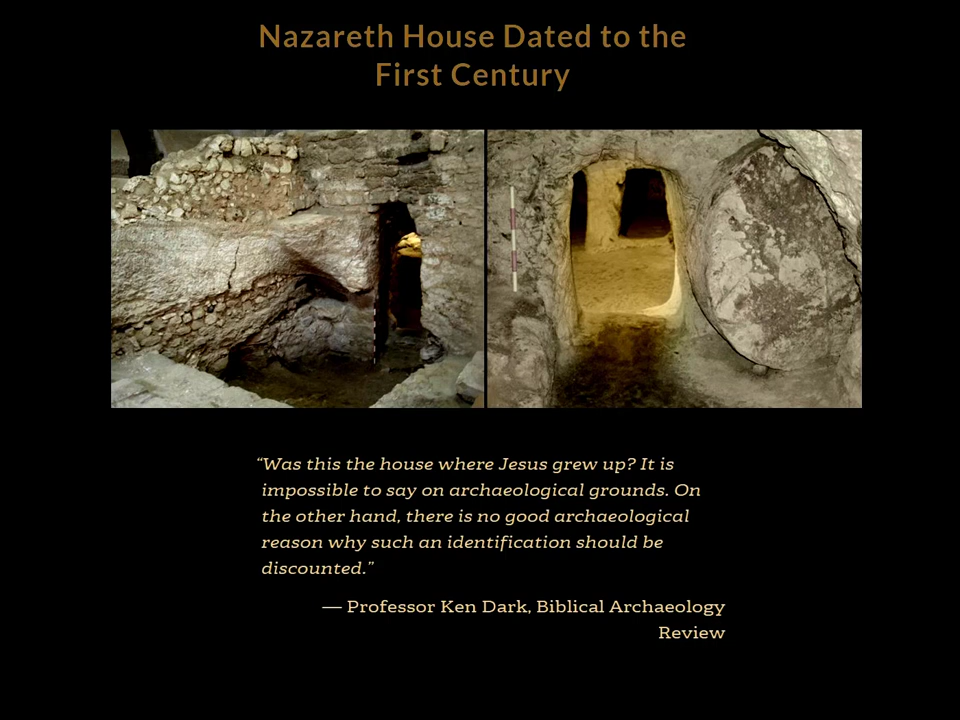 Nazareth House Dated to the
First Century
“Was this the house where Jesus grew up? It is
impossible to say on archaeological grounds. On
the other hand, there is no good archaeological
reason why such an identification should be
discounted.”
— Professor Ken Dark, Biblical Archaeology
Review